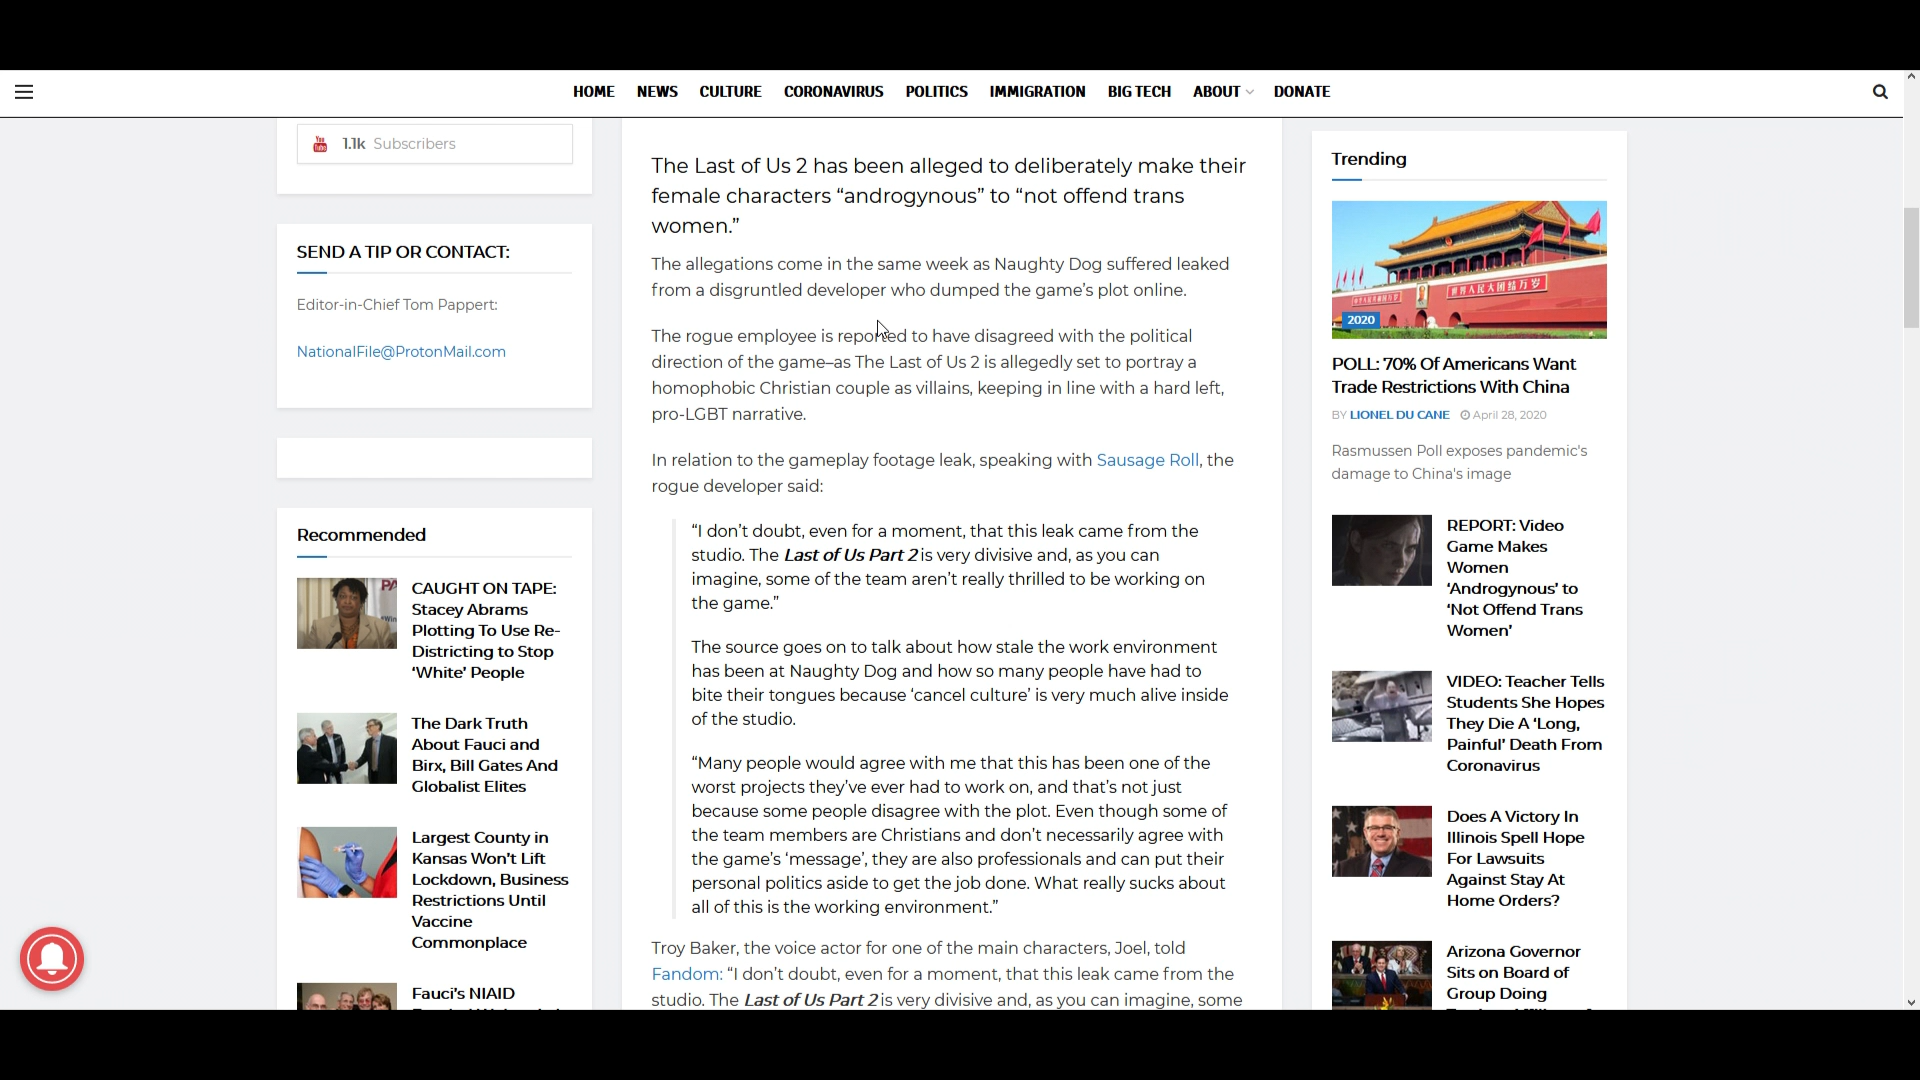 HOME NEWS CULTURE CORONAVIRUS POLITICS IMMIGRATION BIG TECH ABOUT DONATE
1.1k Subscribers
SEND A TIP OR CONTACT:
Editor-in-Chief Tom Pappert:
NationalFile@ProtonMail.com
Recommended
CAUGHT ON TAPE:
Stacey Abrams
Plotting To Use Re-
Districting to Stop
‘White’ People
The Dark Truth
About Fauci and
Birx, Bill Gates And
Globalist Elites
Largest County in
Kansas Won’t Lift
Lockdown, Business
Restrictions Until
Vaccine
Commonplace
Fauci’s NIAID
The Last of Us 2 has been alleged to deliberately make their
female characters “androgynous” to “not offend trans
women.”
The allegations come in the same week as Naughty Dog suffered leaked
from a disgruntled developer who dumped the game’s plot online.
The rogue employee is reported to have disagreed with the political
direction of the game–as The Last of Us 2 is allegedly set to portray a
homophobic Christian couple as villains, keeping in line with a hard left,
pro-LGBT narrative.
In relation to the gameplay footage leak, speaking with Sausage Roll, the
rogue developer said:
“I don’t doubt, even for a moment, that this leak came from the
studio. The Last of Us Part 2 is very divisive and, as you can
imagine, some of the team aren’t really thrilled to be working on
the game.”
The source goes on to talk about how stale the work environment
has been at Naughty Dog and how so many people have had to
bite their tongues because ‘cancel culture’ is very much alive inside
of the studio.
“Many people would agree with me that this has been one of the
worst projects they’ve ever had to work on, and that’s not just
because some people disagree with the plot. Even though some of
the team members are Christians and don’t necessarily agree with
the game’s ‘message’, they are also professionals and can put their
personal politics aside to get the job done. What really sucks about
all of this is the working environment.”
Troy Baker, the voice actor for one of the main characters, Joel, told
Fandom: “I don’t doubt, even for a moment, that this leak came from the
studio. The Last of Us Part 2 is very divisive and, as you can imagine, some
Trending
2020
POLL: 70% Of Americans Want
Trade Restrictions With China
BY LIONEL DU CANE April 28, 2020
Rasmussen Poll exposes pandemic's
damage to China's image
REPORT: Video
Game Makes
Women
‘Androgynous’ to
‘Not Offend Trans
Women’
VIDEO: Teacher Tells
Students She Hopes
They Die A ‘Long,
Painful’ Death From
Coronavirus
Does A Victory In
Illinois Spell Hope
For Lawsuits
Against Stay At
Home Orders?
Arizona Governor
Sits on Board of
Group Doing